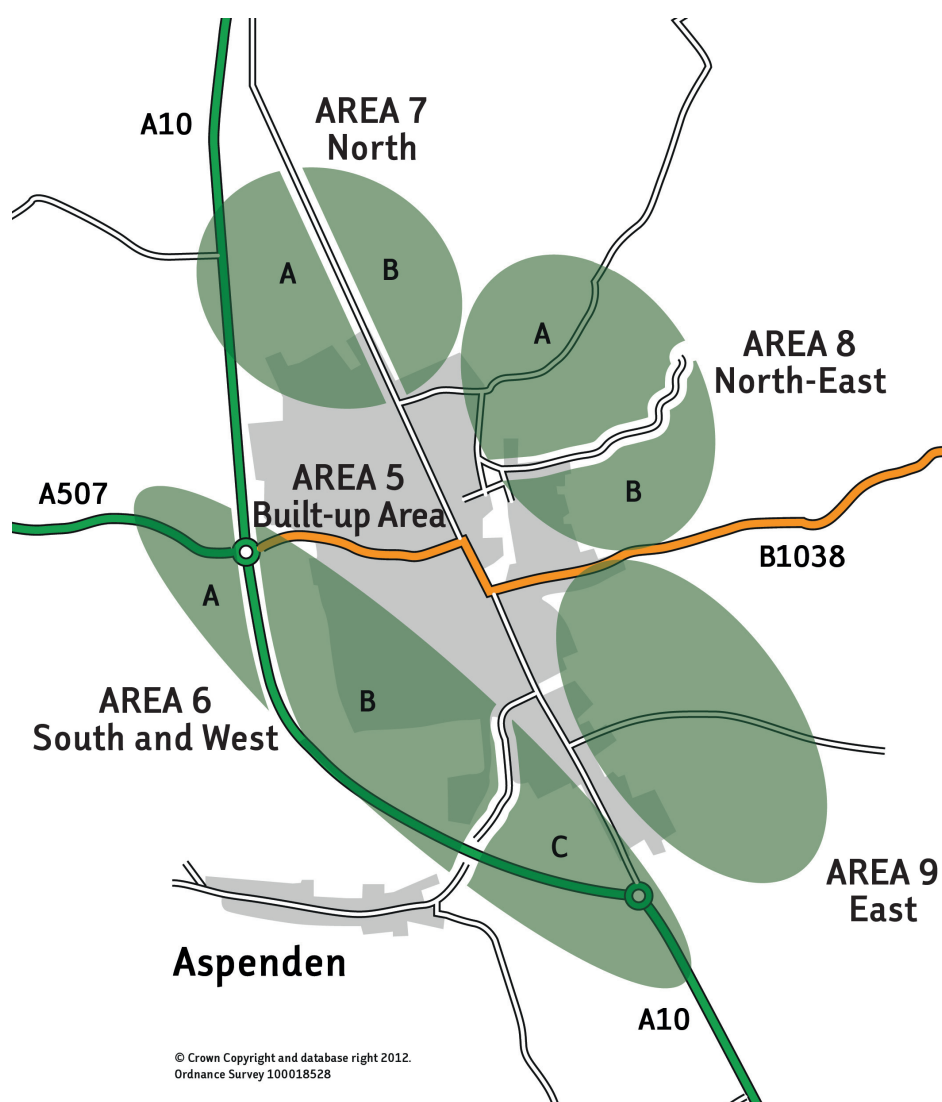 AREA 7
North
A10
A
B
A
AREA 8
North-East
AREA 5
Built-up Area
A507
B
B1038
A
AREA 6
South and West
B
C
AREA 9
East
Aspenden
A10
© Crown Copyright and database right 2012.
Ordnance Survey 100018528